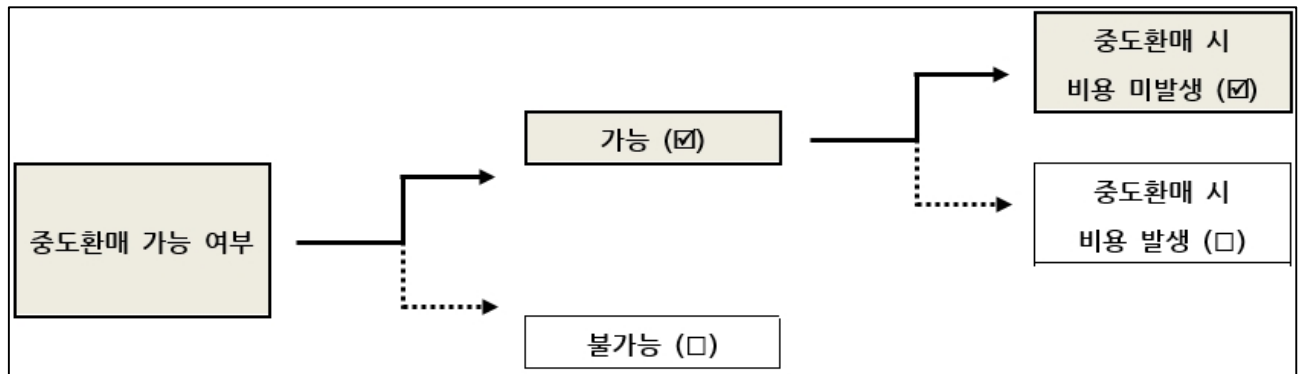 중도환매 가능 여부
가능 (☑)
불가능 (□)
중도환매 시
비용 미발생 (☑)
중도환매 시
비용 발생 (□)